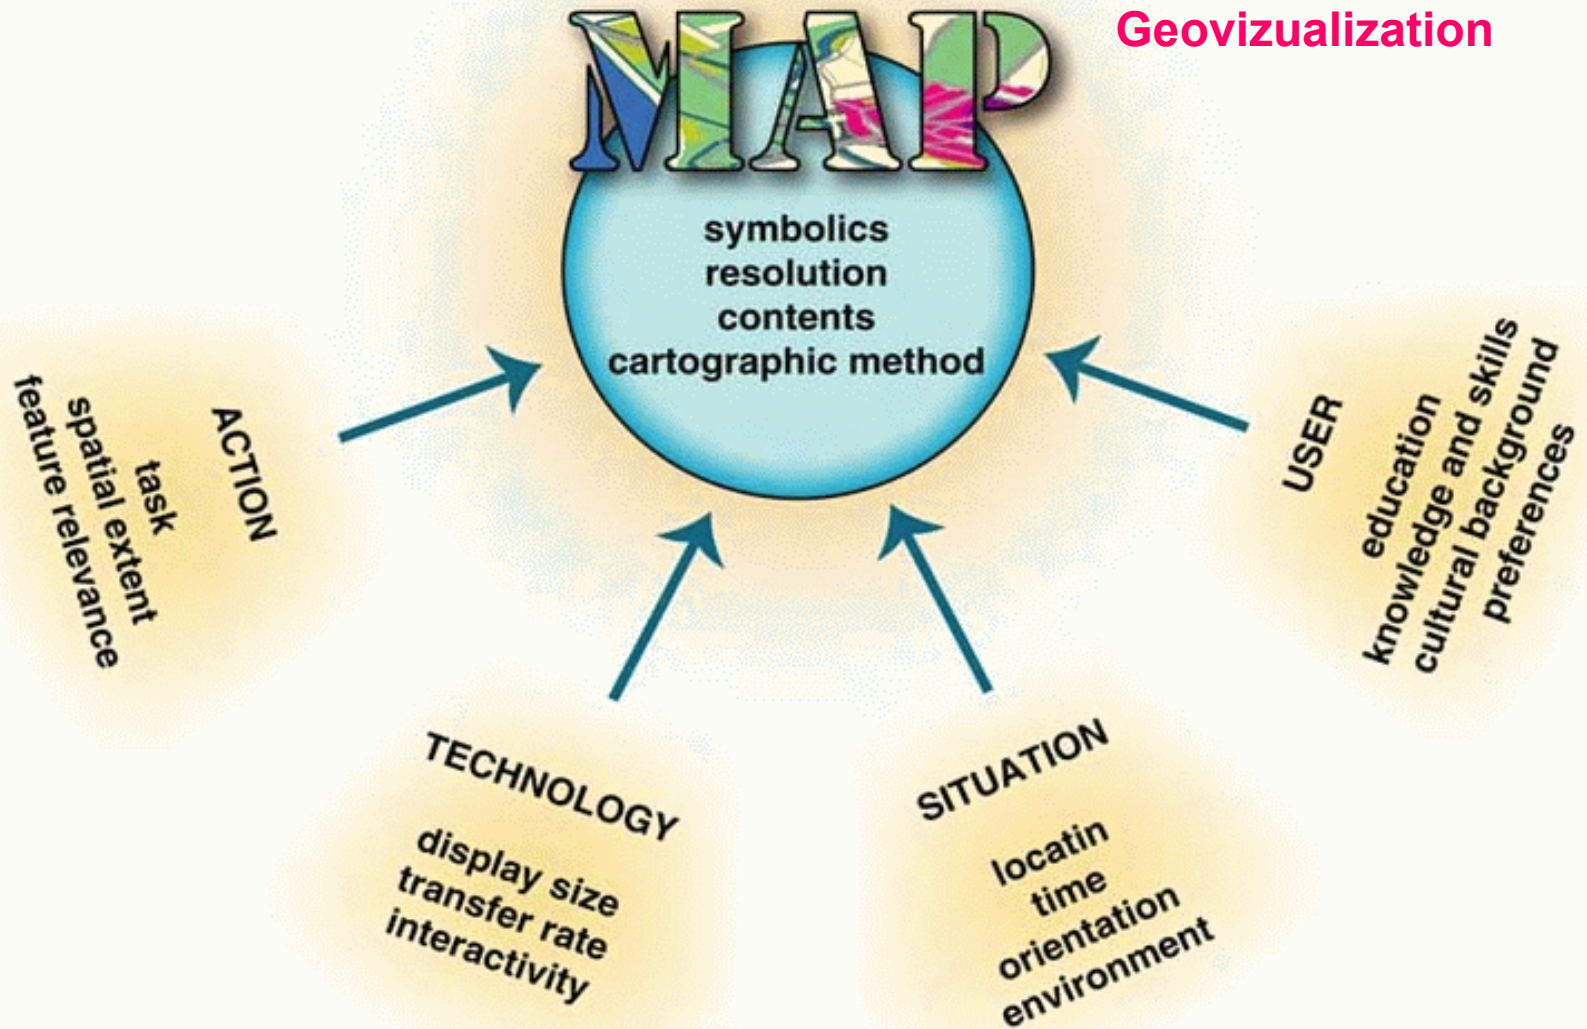 Geovizualization
MAP
symbolics
resolution
contents
cartographic method
ACTION
task
spatial extent
feature relevance
TECHNOLOGY
display size
transfer rate
interactivity
SITUATION
locatin
time
orientation
environment
USER
education
knowledge and skills
cultural background
preferences